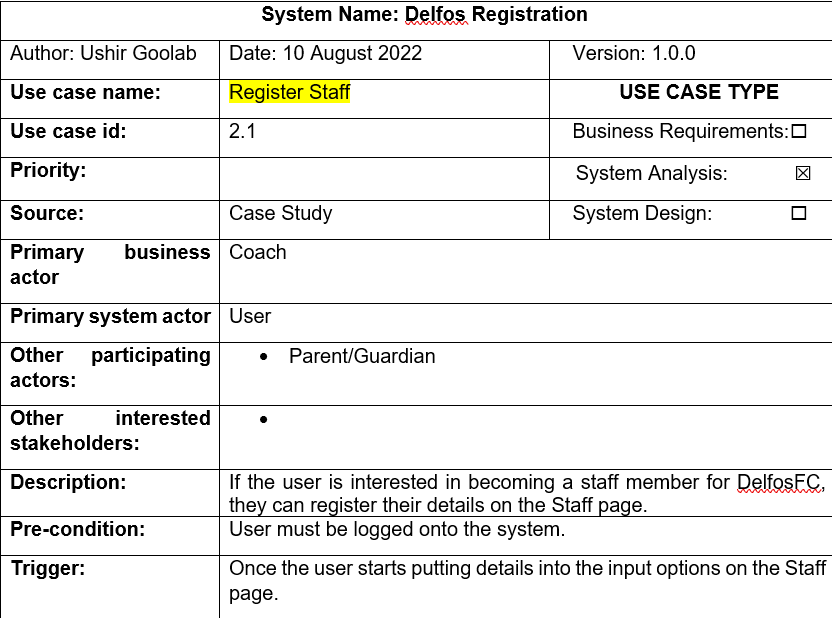 System Name: Delfos Registration
Author: Ushir Goolab Date: 10 August 2022 Version: 1.0.0
Use case name: Register Staff USE CASE TYPE
Use case id: 2.1 Business Requirements:☐
Priority: System Analysis: ☒
Source: Case Study System Design: ☐
Primary business Coach
actor
Primary system actor User
Other participating • Parent/Guardian
actors:
Other interested •
stakeholders:
Description: If the user is interested in becoming a staff member for DelfosFC,
they can register their details on the Staff page.
Pre-condition: User must be logged onto the system.
Trigger: Once the user starts putting details into the input options on the Staff
page.